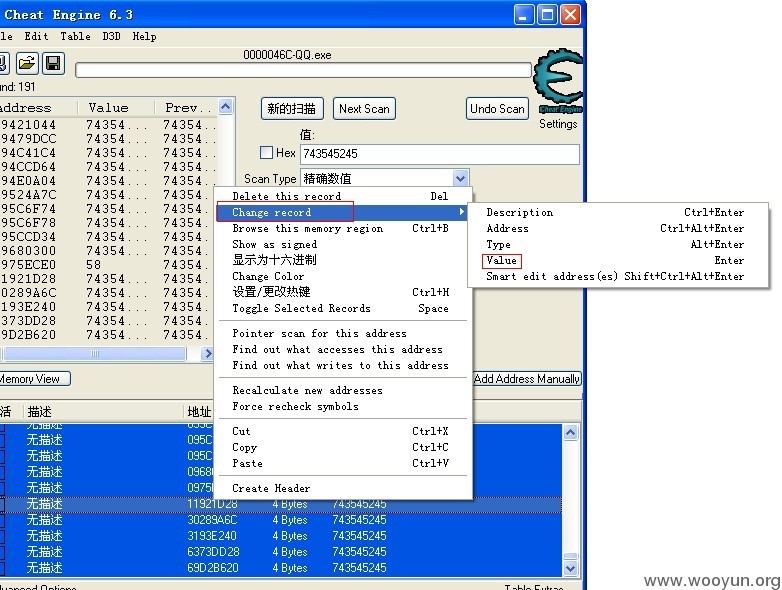 Cheat Engine 6.3
le Edit Table D3D Help
0000046C-QQ.exe
nd: 191
Address Value Prev..
新的扫描 Next Scan Undo Scan
Cheat Engine
Settings
值:
Hex 743545245
Scan Type 精确数值
9421044 74354... 74354..
9479DCC 74354... 74354..
94C41C4 74354... 74354..
94CCD64 74354... 74354..
94E0A04 74354... 74354..
9524A7C 74354... 74354..
95C6F74 74354... 74354..
95C6F78 74354... 74354..
95CCD34 74354... 74354..
9680300 74354... 74354..
975ECE0 58
1921D28 74354... 74354..
0289A6C 74354... 74354..
193E240 74354... 74354..
373DD28 74354... 74354..
9D2B620 74354... 74354..
Delete this record Del
Change record
Browse this memory region Ctrl+B
Show as signed
显示为十六进制
Change Color
设置/更改热键 Ctrl+H
Toggle Selected Records Space
Pointer scan for this address
Find out what accesses this address
Find out what writes to this address
Recalculate new addresses
Force recheck symbols
Cut Ctrl+X
Copy Ctrl+C
Paste Ctrl+V
Create Header
Description Ctrl+Enter
Address Ctrl+Alt+Enter
Type Alt+Enter
Value Enter
Smart edit address(es) Shift+Ctrl+Alt+Enter
Memory View
Add Address Manually
活 描述 地址
无描述
无描述 095C
无描述 095C
无描述 0968
无描述 0975
无描述 11921D28 4 Bytes 743545245
无描述 30289A6C 4 Bytes 743545245
无描述 3193E240 4 Bytes 743545245
无描述 6373DD28 4 Bytes 743545245
无描述 69D2B620 4 Bytes 743545245
dvanced Options Table Extras
www.wooyun.org